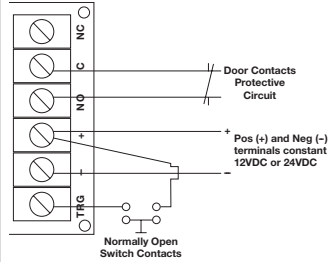 NC
C
NO
+
–
TRG
Door Contacts
Protective
Circuit
+
Pos (+) and Neg (–)
terminals constant
12VDC or 24VDC
–
Normally Open
Switch Contacts